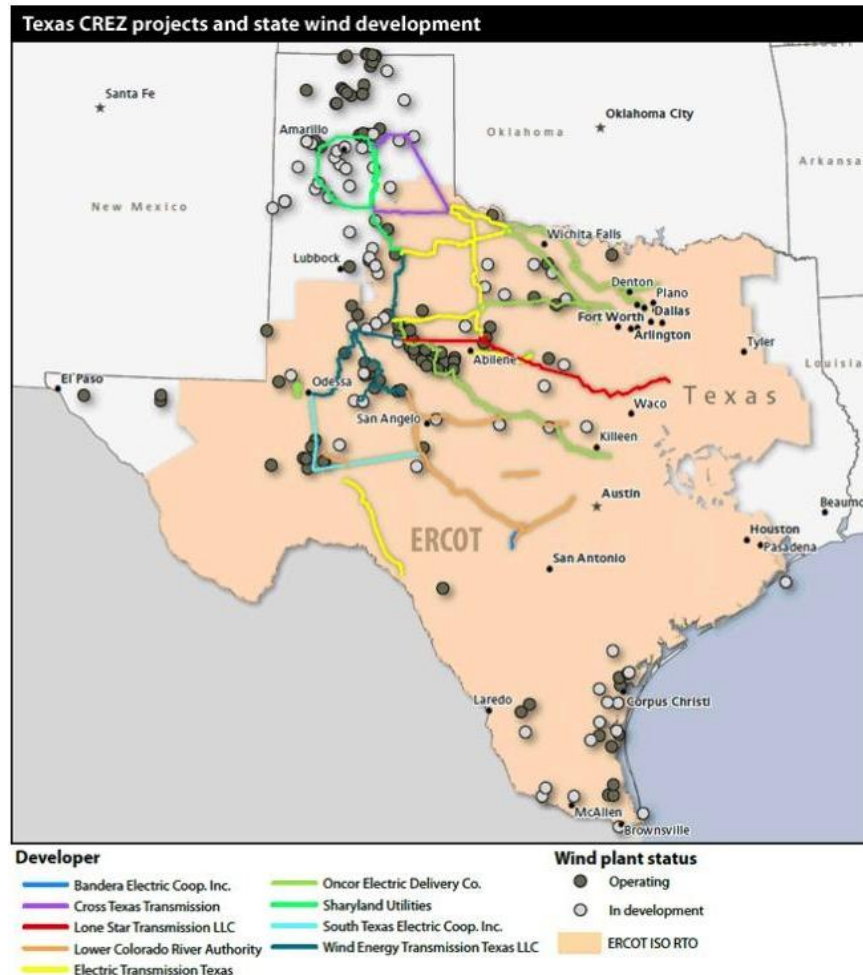 Texas CREZ projects and state wind development
Santa Fe
Oklahoma City
Amarillo
Oklahoma
Arkansas
New Mexico
Wichita Falls
Lubbock
Denton
Plano
Dallas
Fort Worth
Arlington
Abilene
Tyler
Louisia
El Paso
Odessa
Texas
Waco
San Angelo
Killeen
Austin
Beaumo
ERCOT
Houston
Pasadena
San Antonio
Laredo
Corpus Christi
McAllen
Brownsville
Developer
Bandera Electric Coop. Inc.
Cross Texas Transmission
Lone Star Transmission LLC
Lower Colorado River Authority
Electric Transmission Texas
Oncor Electric Delivery Co.
Sharyland Utilities
South Texas Electric Coop. Inc.
Wind Energy Transmission Texas LLC
Wind plant status
Operating
In development
ERCOT ISO RTO